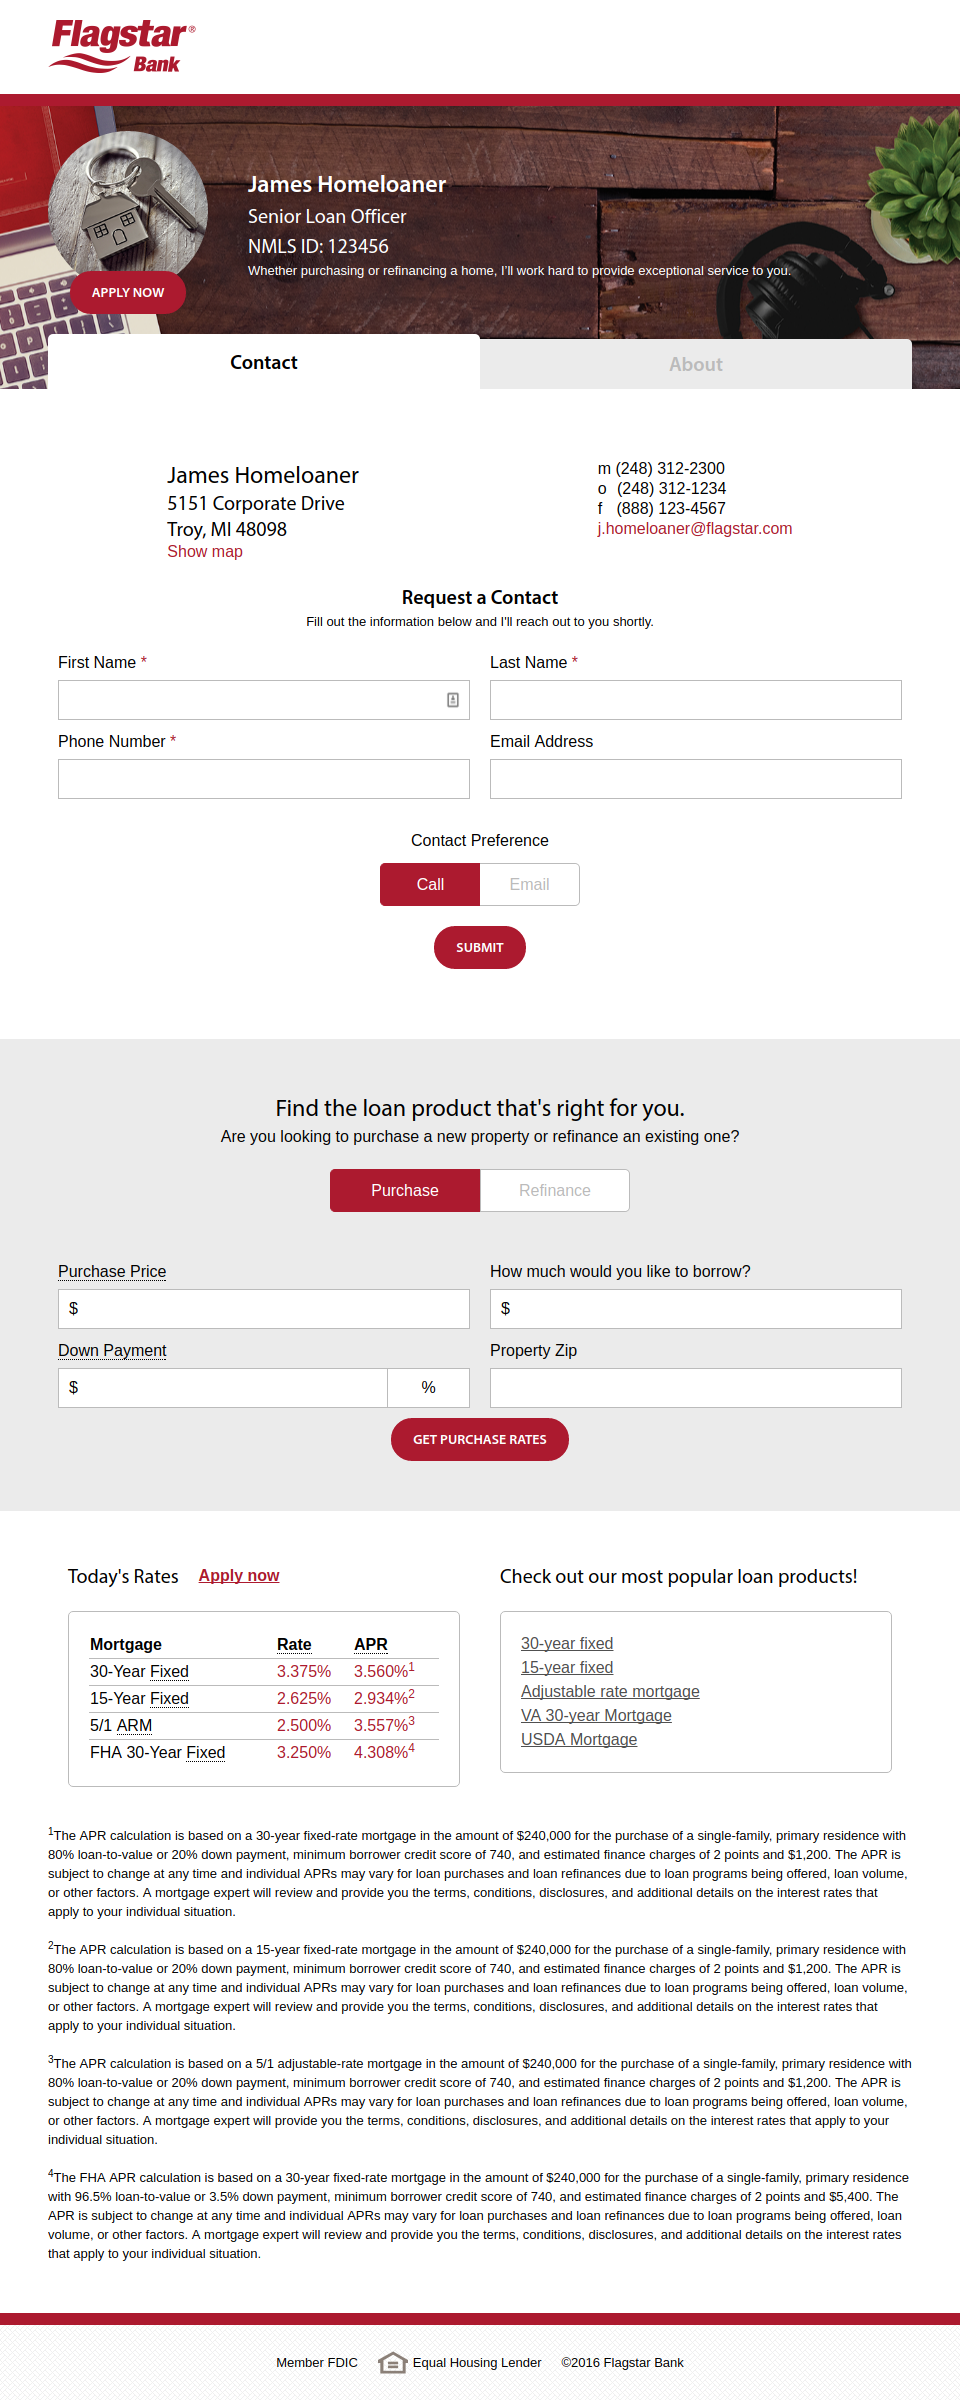 Flagstar®
Bank
James Homeloaner
Senior Loan Officer
NMLS ID: 123456
Whether purchasing or refinancing a home, I'll work hard to provide exceptional service to you.
APPLY NOW
Contact
About
James Homeloaner
5151 Corporate Drive
Troy, MI 48098
Show map
m (248) 312-2300
o (248) 312-1234
f (888) 123-4567
j.homeloaner@flagstar.com
Request a Contact
Fill out the information below and I'll reach out to you shortly.
First Name *
Last Name *
Phone Number *
Email Address
Contact Preference
Call
Email
SUBMIT
Find the loan product that's right for you.
Are you looking to purchase a new property or refinance an existing one?
Purchase
Refinance
Purchase Price
How much would you like to borrow?
$
$
Down Payment
Property Zip
$
%
GET PURCHASE RATES
Today's Rates Apply now
Mortgage Rate APR
30-Year Fixed 3.375% 3.560%1
15-Year Fixed 2.625% 2.934%2
5/1 ARM 2.500% 3.557%3
FHA 30-Year Fixed 3.250% 4.308%4
Check out our most popular loan products!
30-year fixed
15-year fixed
Adjustable rate mortgage
VA 30-year Mortgage
USDA Mortgage
1The APR calculation is based on a 30-year fixed-rate mortgage in the amount of $240,000 for the purchase of a single-family, primary residence with
80% loan-to-value or 20% down payment, minimum borrower credit score of 740, and estimated finance charges of 2 points and $1,200. The APR is
subject to change at any time and individual APRs may vary for loan purchases and loan refinances due to loan programs being offered, loan volume,
or other factors. A mortgage expert will review and provide you the terms, conditions, disclosures, and additional details on the interest rates that
apply to your individual situation.
2The APR calculation is based on a 15-year fixed-rate mortgage in the amount of $240,000 for the purchase of a single-family, primary residence with
80% loan-to-value or 20% down payment, minimum borrower credit score of 740, and estimated finance charges of 2 points and $1,200. The APR is
subject to change at any time and individual APRs may vary for loan purchases and loan refinances due to loan programs being offered, loan volume,
or other factors. A mortgage expert will review and provide you the terms, conditions, disclosures, and additional details on the interest rates that
apply to your individual situation.
3The APR calculation is based on a 5/1 adjustable-rate mortgage in the amount of $240,000 for the purchase of a single-family, primary residence with
80% loan-to-value or 20% down payment, minimum borrower credit score of 740, and estimated finance charges of 2 points and $1,200. The APR is
subject to change at any time and individual APRs may vary for loan purchases and loan refinances due to loan programs being offered, loan volume,
or other factors. A mortgage expert will provide you the terms, conditions, disclosures, and additional details on the interest rates that apply to your
individual situation.
4The FHA APR calculation is based on a 30-year fixed-rate mortgage in the amount of $240,000 for the purchase of a single-family, primary residence
with 96.5% loan-to-value or 3.5% down payment, minimum borrower credit score of 740, and estimated finance charges of 2 points and $5,400. The
APR is subject to change at any time and individual APRs may vary for loan purchases and loan refinances due to loan programs being offered, loan
volume, or other factors. A mortgage expert will review and provide you the terms, conditions, disclosures, and additional details on the interest rates
that apply to your individual situation.
Member FDIC Equal Housing Lender ©2016 Flagstar Bank